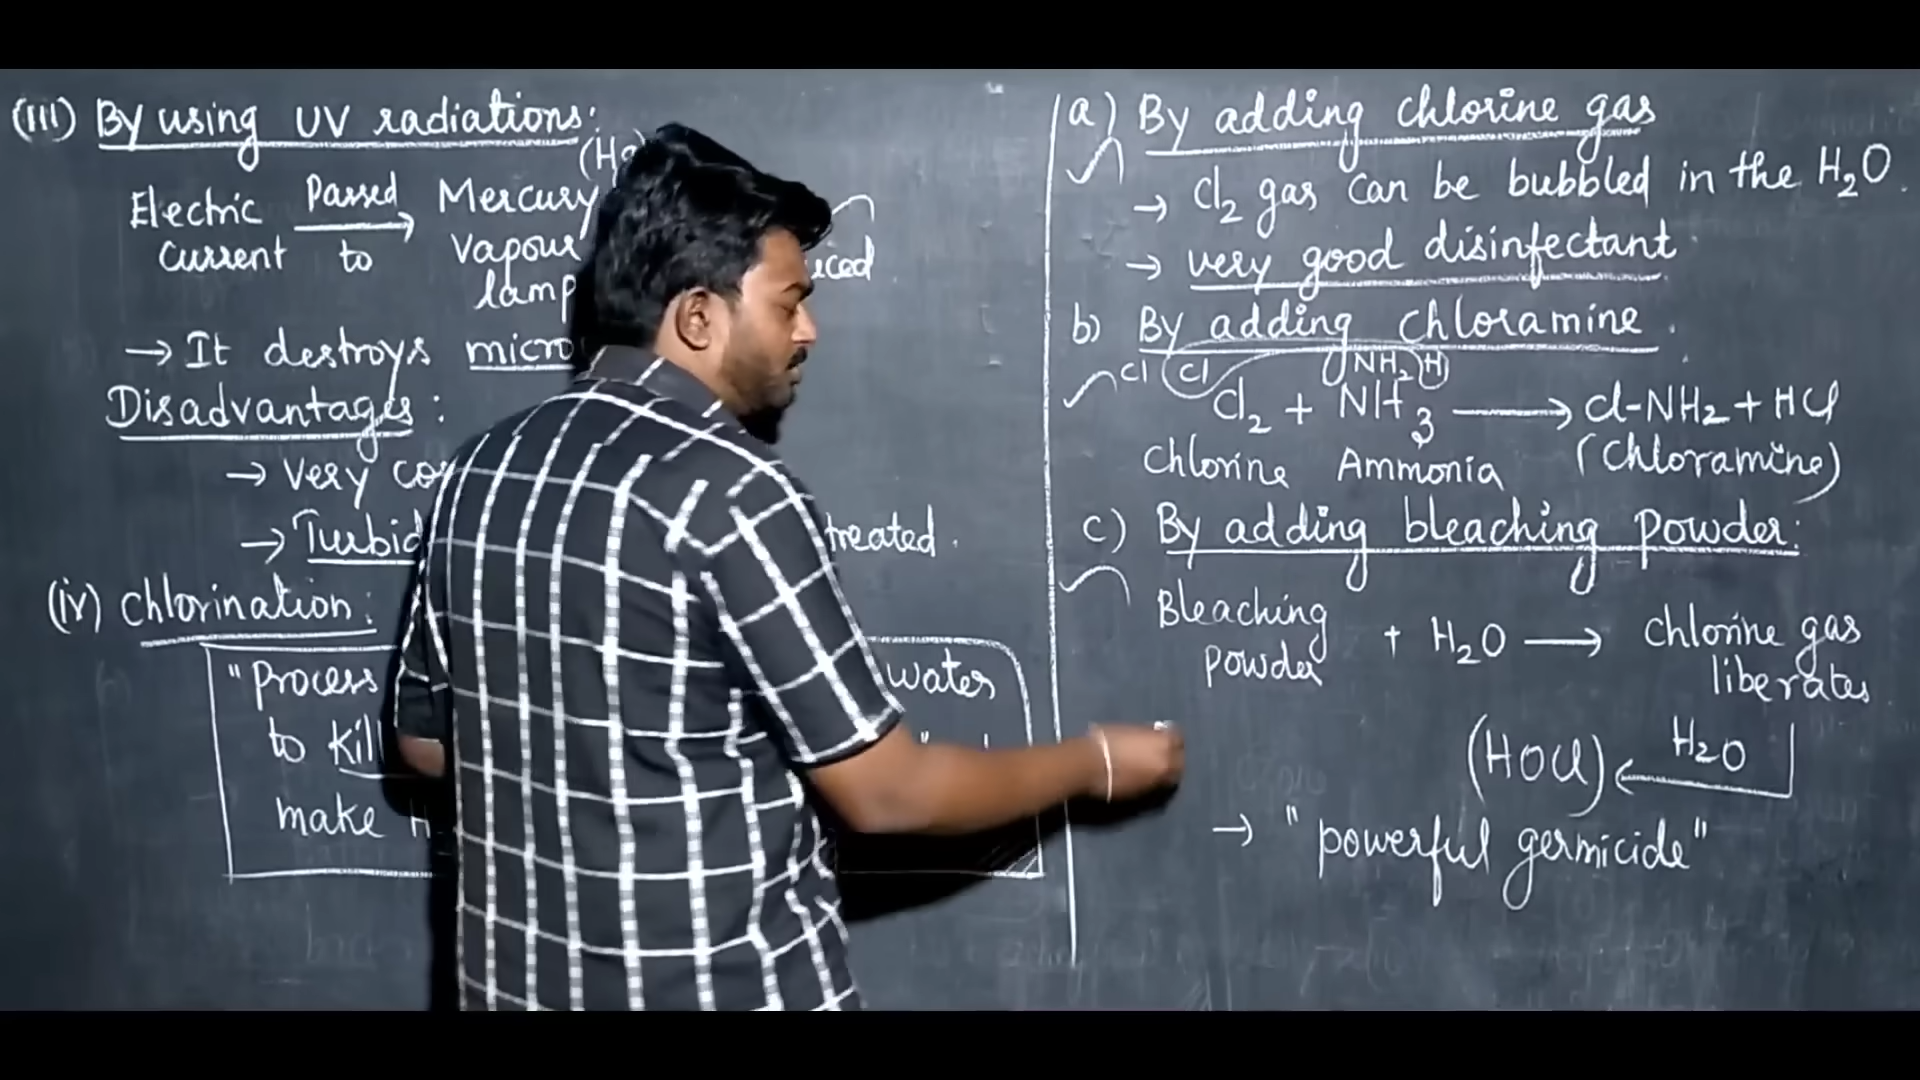 (III) By using UV radiations:
(Hg)
Electric Passed Mercury
current to vapour
lamp
→ It destroys micro
Disadvantages:
→ Very
→ Turbid treated.
(iv) Chlorination:
"Process water
to kill
make
a) By adding chlorine gas
→ Cl2 gas can be bubbled in the H2O.
→ very good disinfectant
b) By adding chloramine.
Cl Cl NH2 H
Cl2 + NH3 ⟶ Cl-NH2 + HCl
Chlorine Ammonia (Chloramine)
c) By adding bleaching powder:
Bleaching powder + H2O ⟶ chlorine gas liberates
(HOCl) ← H2O
→ "powerful germicide"